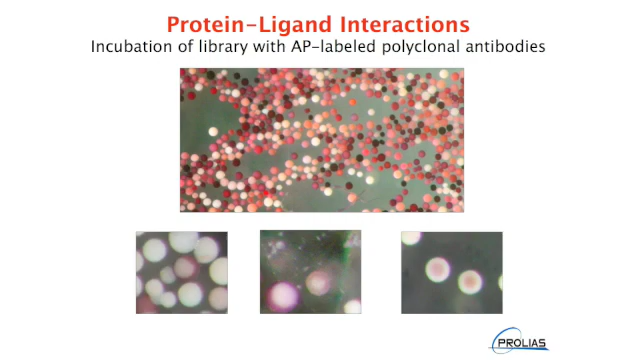 Protein-Ligand Interactions
Incubation of library with AP-labeled polyclonal antibodies
PROLIAS